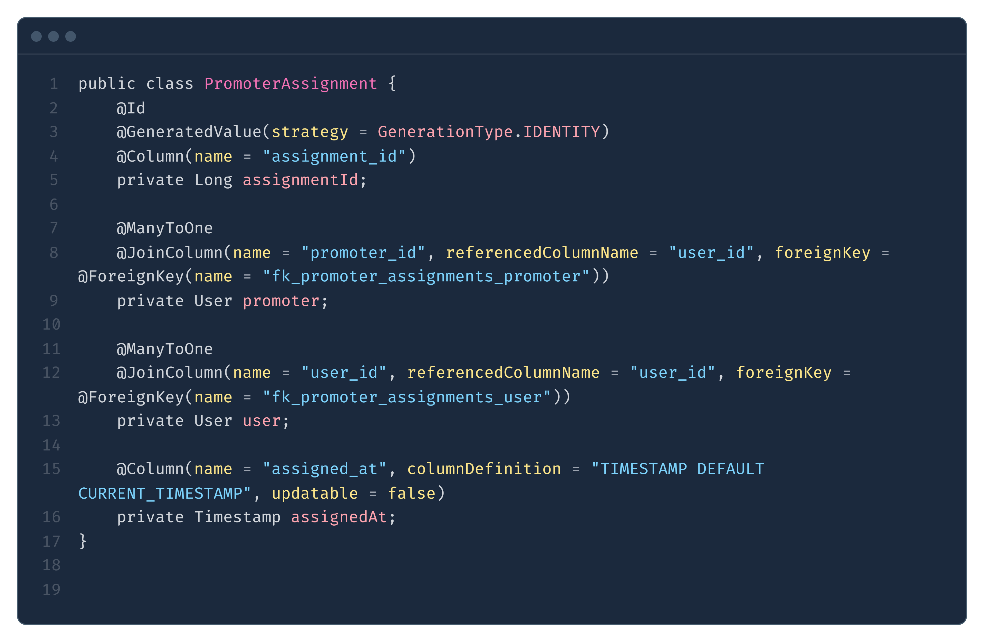 1 public class PromoterAssignment {
2     @Id
3     @GeneratedValue(strategy = GenerationType.IDENTITY)
4     @Column(name = "assignment_id")
5     private Long assignmentId;
6
7     @ManyToOne
8     @JoinColumn(name = "promoter_id", referencedColumnName = "user_id", foreignKey =
@ForeignKey(name = "fk_promoter_assignments_promoter"))
9     private User promoter;
10
11     @ManyToOne
12     @JoinColumn(name = "user_id", referencedColumnName = "user_id", foreignKey =
@ForeignKey(name = "fk_promoter_assignments_user"))
13     private User user;
14
15     @Column(name = "assigned_at", columnDefinition = "TIMESTAMP DEFAULT
CURRENT_TIMESTAMP", updatable = false)
16     private Timestamp assignedAt;
17 }
18
19